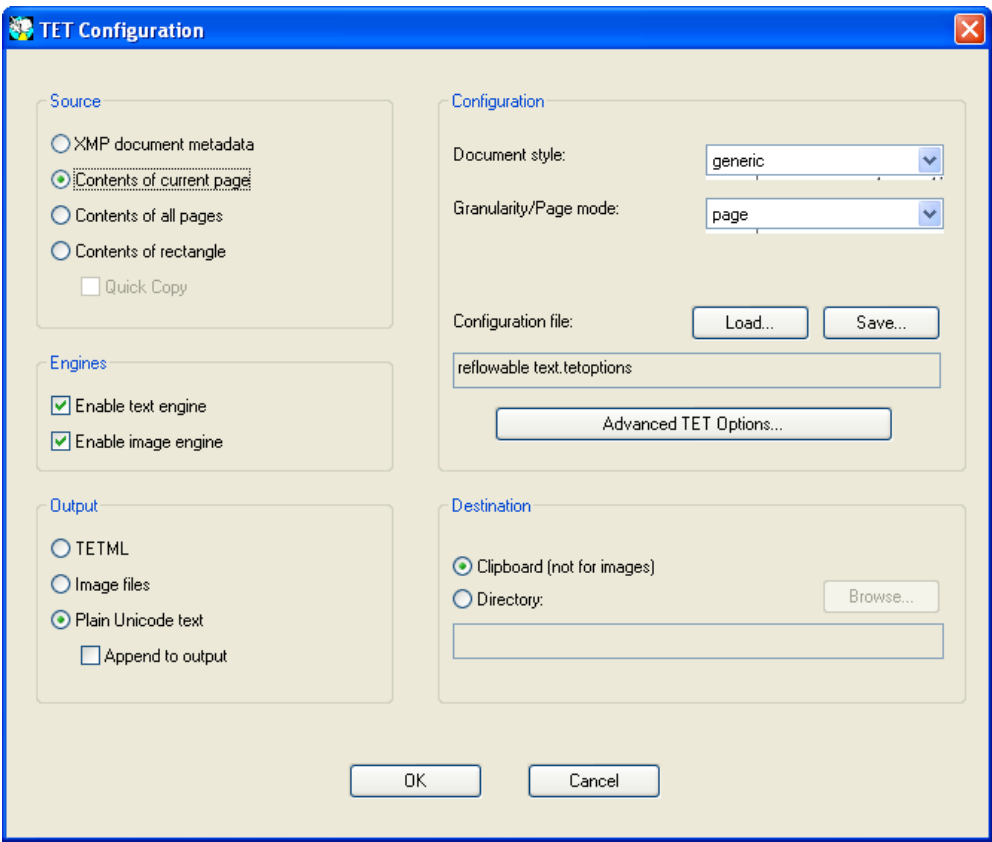 TET Configuration
Source
XMP document metadata
Contents of current page
Contents of all pages
Contents of rectangle
Quick Copy
Engines
Enable text engine
Enable image engine
Output
TETML
Image files
Plain Unicode text
Append to output
Configuration
Document style:
generic
Granularity/Page mode:
page
Configuration file:
Load...
Save...
reflowable text.tetoptions
Advanced TET Options...
Destination
Clipboard (not for images)
Directory:
Browse...
OK
Cancel